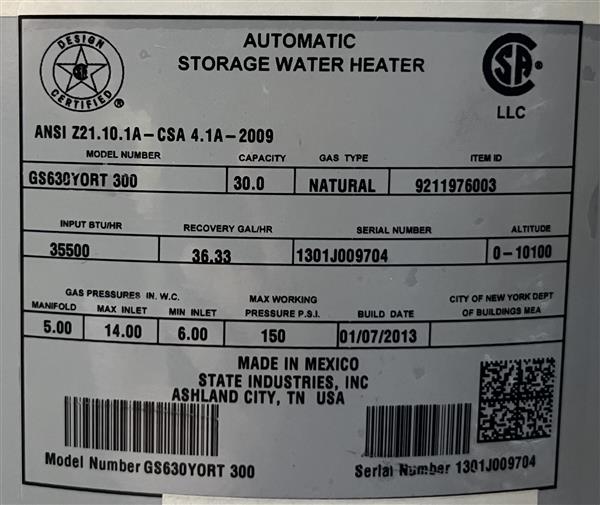 DESIGN
CERTIFIED
®
AUTOMATIC
STORAGE WATER HEATER
CSA ®
LLC
ANSI Z21.10.1A-CSA 4.1A-2009
MODEL NUMBER CAPACITY GAS TYPE ITEM ID
GS630YORT 300 30.0 NATURAL 9211976003
INPUT BTU/HR RECOVERY GAL/HR SERIAL NUMBER ALTITUDE
35500 36.33 1301J009704 0-10100
GAS PRESSURES IN. W.C. MAX WORKING CITY OF NEW YORK DEPT
MANIFOLD MAX INLET MIN INLET PRESSURE P.S.I. BUILD DATE OF BUILDINGS MEA
5.00 14.00 6.00 150 01/07/2013
MADE IN MEXICO
STATE INDUSTRIES, INC
ASHLAND CITY, TN USA
Model Number GS630YORT 300 Serial Number 1301J009704